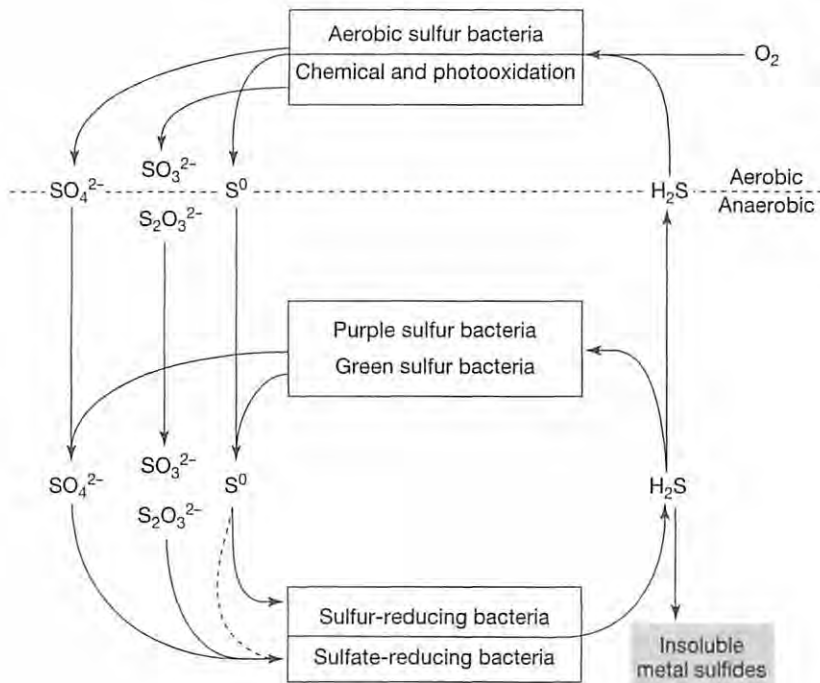 Aerobic sulfur bacteria
Chemical and photooxidation
O₂
SO₃²⁻
SO₄²⁻
S⁰
H₂S
Aerobic
Anaerobic
S₂O₃²⁻
Purple sulfur bacteria
Green sulfur bacteria
SO₃²⁻
SO₄²⁻
S⁰
H₂S
S₂O₃²⁻
Sulfur-reducing bacteria
Sulfate-reducing bacteria
Insoluble
metal sulfides